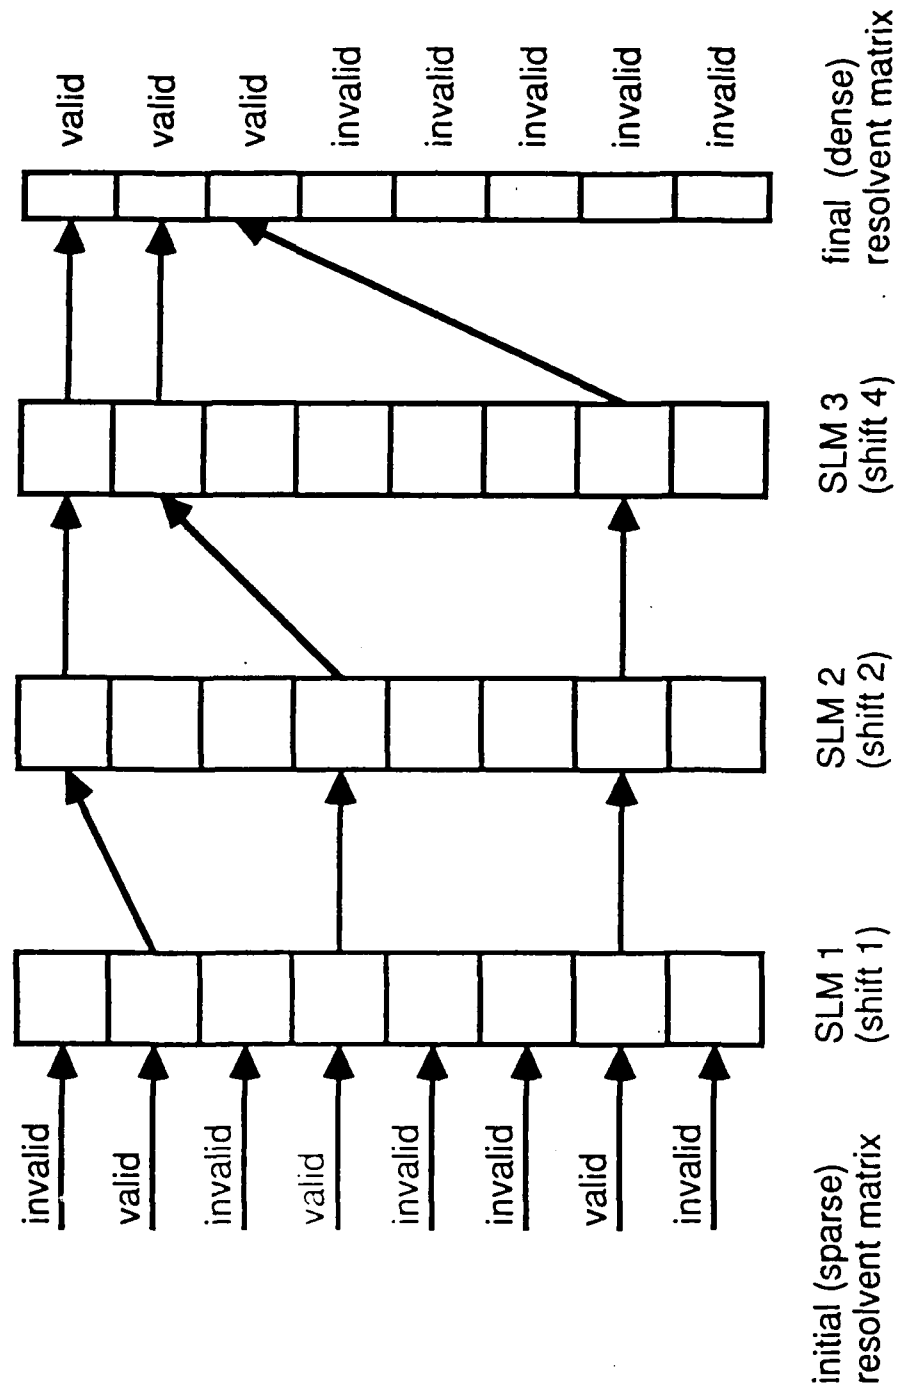 invalid
valid
invalid
valid
invalid
invalid
valid
invalid
valid
valid
valid
invalid
invalid
invalid
invalid
invalid
initial (sparse)
resolvent matrix
SLM 1
(shift 1)
SLM 2
(shift 2)
SLM 3
(shift 4)
final (dense)
resolvent matrix